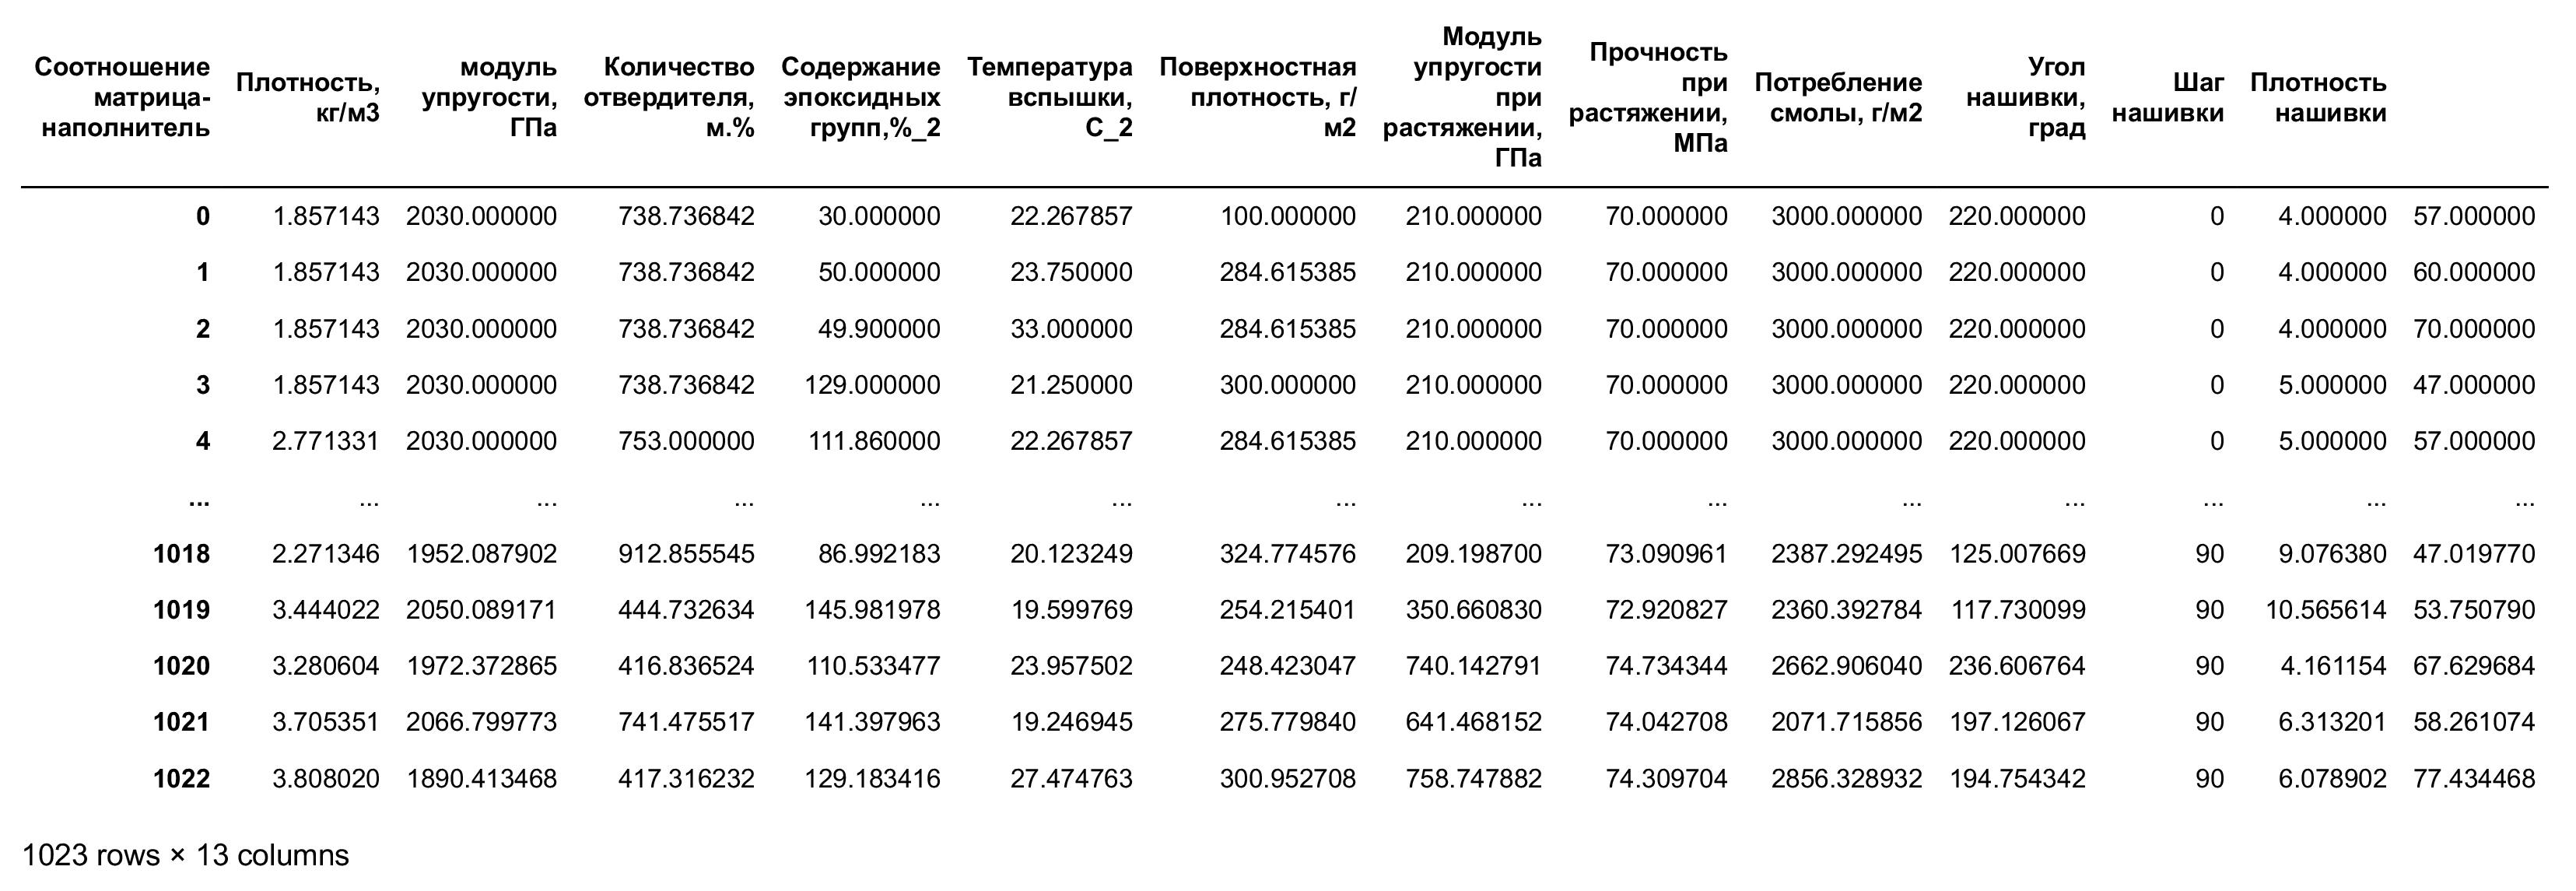 Соотношение матрица-наполнитель Плотность, кг/м3 модуль упругости, ГПа Количество отвердителя, м.% Содержание эпоксидных групп,%_2 Температура вспышки, С_2 Поверхностная плотность, г/м2 Модуль упругости при растяжении, ГПа Прочность при растяжении, МПа Потребление смолы, г/м2 Угол нашивки, град Шаг нашивки Плотность нашивки
0 1.857143 2030.000000 738.736842 30.000000 22.267857 100.000000 210.000000 70.000000 3000.000000 220.000000 0 4.000000 57.000000
1 1.857143 2030.000000 738.736842 50.000000 23.750000 284.615385 210.000000 70.000000 3000.000000 220.000000 0 4.000000 60.000000
2 1.857143 2030.000000 738.736842 49.900000 33.000000 284.615385 210.000000 70.000000 3000.000000 220.000000 0 4.000000 70.000000
3 1.857143 2030.000000 738.736842 129.000000 21.250000 300.000000 210.000000 70.000000 3000.000000 220.000000 0 5.000000 47.000000
4 2.771331 2030.000000 753.000000 111.860000 22.267857 284.615385 210.000000 70.000000 3000.000000 220.000000 0 5.000000 57.000000
... ... ... ... ... ... ... ... ... ... ... ... ... ...
1018 2.271346 1952.087902 912.855545 86.992183 20.123249 324.774576 209.198700 73.090961 2387.292495 125.007669 90 9.076380 47.019770
1019 3.444022 2050.089171 444.732634 145.981978 19.599769 254.215401 350.660830 72.920827 2360.392784 117.730099 90 10.565614 53.750790
1020 3.280604 1972.372865 416.836524 110.533477 23.957502 248.423047 740.142791 74.734344 2662.906040 236.606764 90 4.161154 67.629684
1021 3.705351 2066.799773 741.475517 141.397963 19.246945 275.779840 641.468152 74.042708 2071.715856 197.126067 90 6.313201 58.261074
1022 3.808020 1890.413468 417.316232 129.183416 27.474763 300.952708 758.747882 74.309704 2856.328932 194.754342 90 6.078902 77.434468
1023 rows × 13 columns